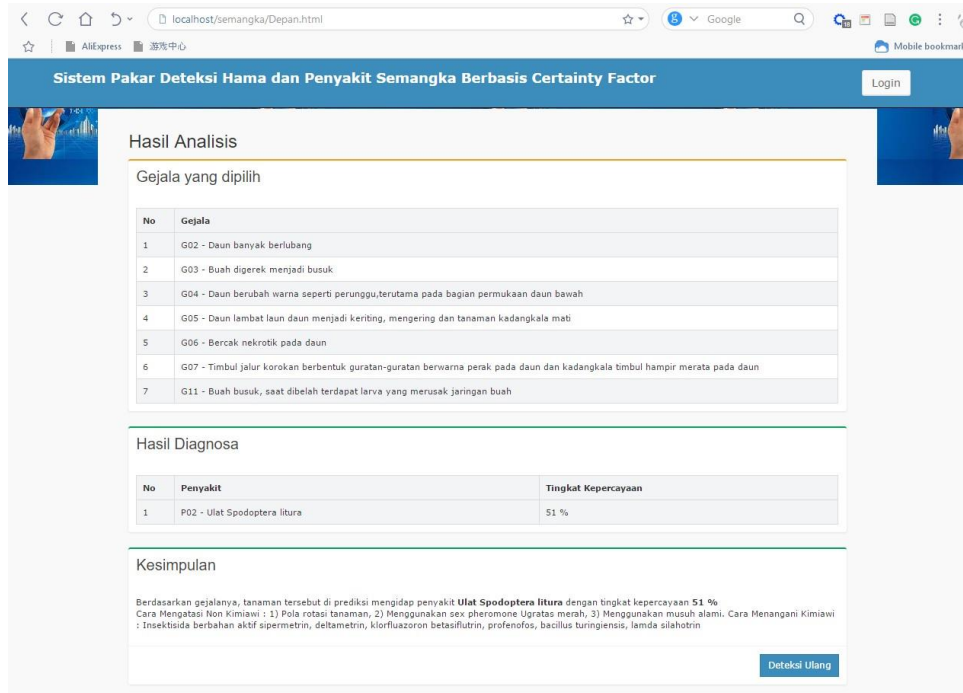 localhost/semangka/Depan.html
Google
AliExpress
游戏中心
Mobile bookmark
Sistem Pakar Deteksi Hama dan Penyakit Semangka Berbasis Certainty Factor
Login
Hasil Analisis
Gejala yang dipilih
No Gejala
1 G02 - Daun banyak berlubang
2 G03 - Buah digerek menjadi busuk
3 G04 - Daun berubah warna seperti perunggu,terutama pada bagian permukaan daun bawah
4 G05 - Daun lambat laun daun menjadi keriting, mengering dan tanaman kadangkala mati
5 G06 - Bercak nekrotik pada daun
6 G07 - Timbul jalur korokan berbentuk guratan-guratan berwarna perak pada daun dan kadangkala timbul hampir merata pada daun
7 G11 - Buah busuk, saat dibelah terdapat larva yang merusak jaringan buah
Hasil Diagnosa
No Penyakit Tingkat Kepercayaan
1 P02 - Ulat Spodoptera litura 51 %
Kesimpulan
Berdasarkan gejalanya, tanaman tersebut di prediksi mengidap penyakit Ulat Spodoptera litura dengan tingkat kepercayaan 51 %
Cara Mengatasi Non Kimiawi : 1) Pola rotasi tanaman, 2) Menggunakan sex pheromone Ugratas merah, 3) Menggunakan musuh alami. Cara Menangani Kimiawi
: Insektisida berbahan aktif sipermetrin, deltametrin, klorfluazoron betasiflutrin, profenofos, bacillus turingiensis, lamda silahotrin
Deteksi Ulang